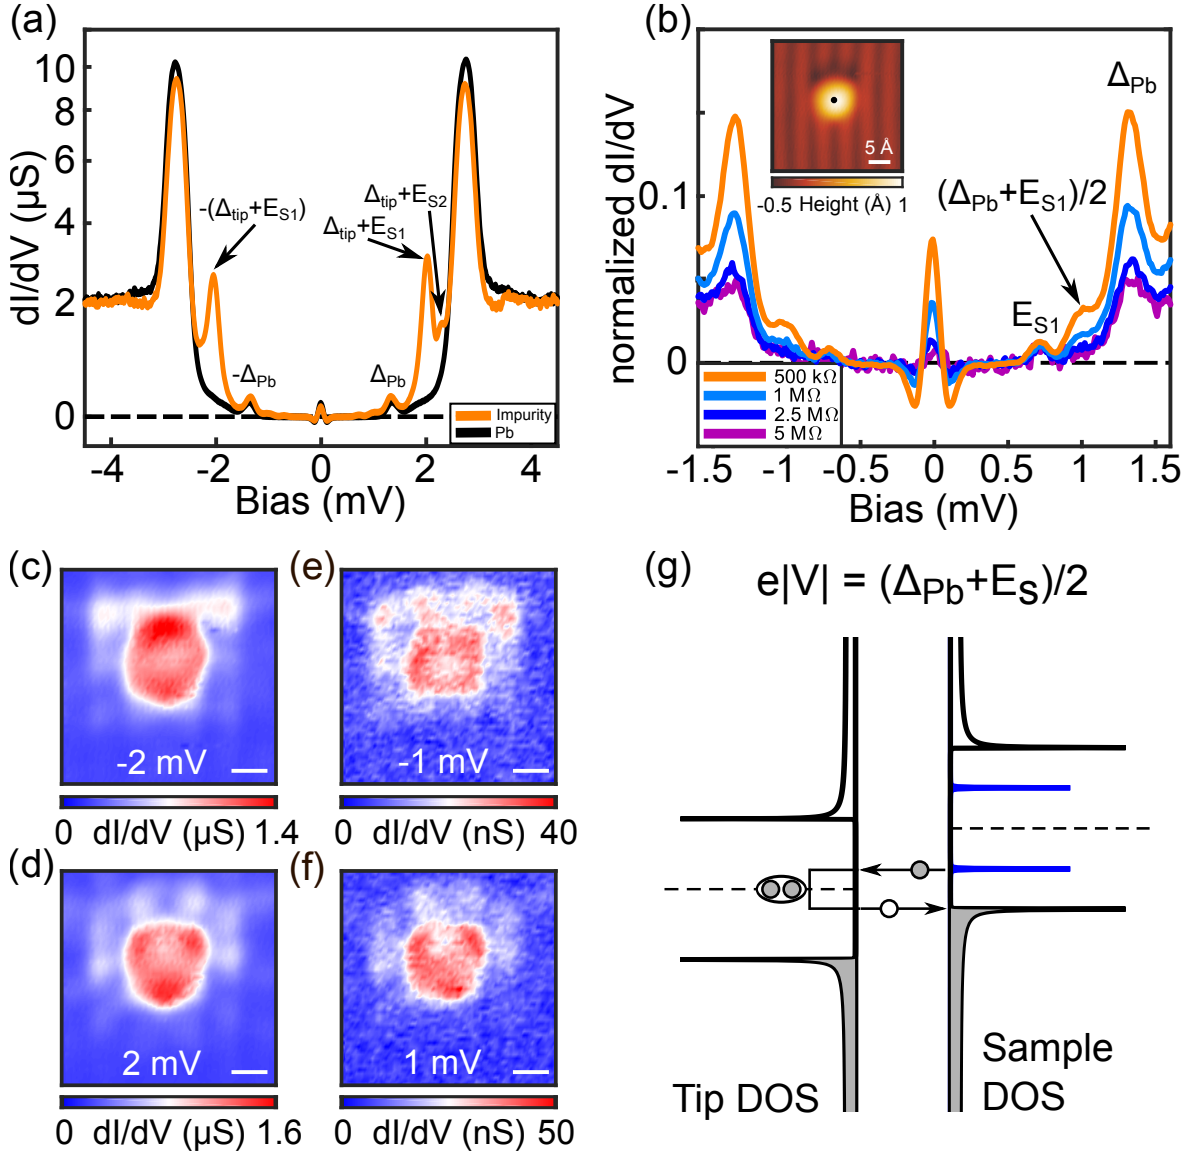 (a)
dI/dV (µS)
10
8
6
4
2
0
-(Δtip+ES1)
Δtip+ES2
Δtip+ES1
-ΔPb
ΔPb
Impurity
Pb
-4 -2 0 2 4
Bias (mV)
(b)
normalized dI/dV
0.1
0
5 Å
-0.5 Height (Å) 1
ΔPb
(ΔPb+ES1)/2
ES1
500 kΩ
1 MΩ
2.5 MΩ
5 MΩ
-1.5 -1 -0.5 0 0.5 1 1.5
Bias (mV)
(c)
-2 mV
0 dI/dV (µS) 1.4
(e)
-1 mV
0 dI/dV (nS) 40
(d)
2 mV
0 dI/dV (µS) 1.6
(f)
1 mV
0 dI/dV (nS) 50
(g)
e|V| = (ΔPb+ES)/2
Tip DOS
Sample
DOS